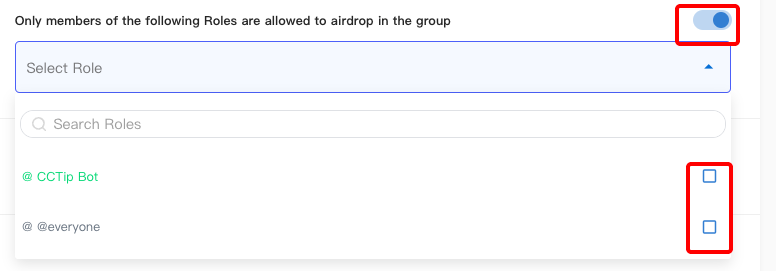 Only members of the following Roles are allowed to airdrop in the group
Select Role
Search Roles
@ CCTip Bot
@ @everyone